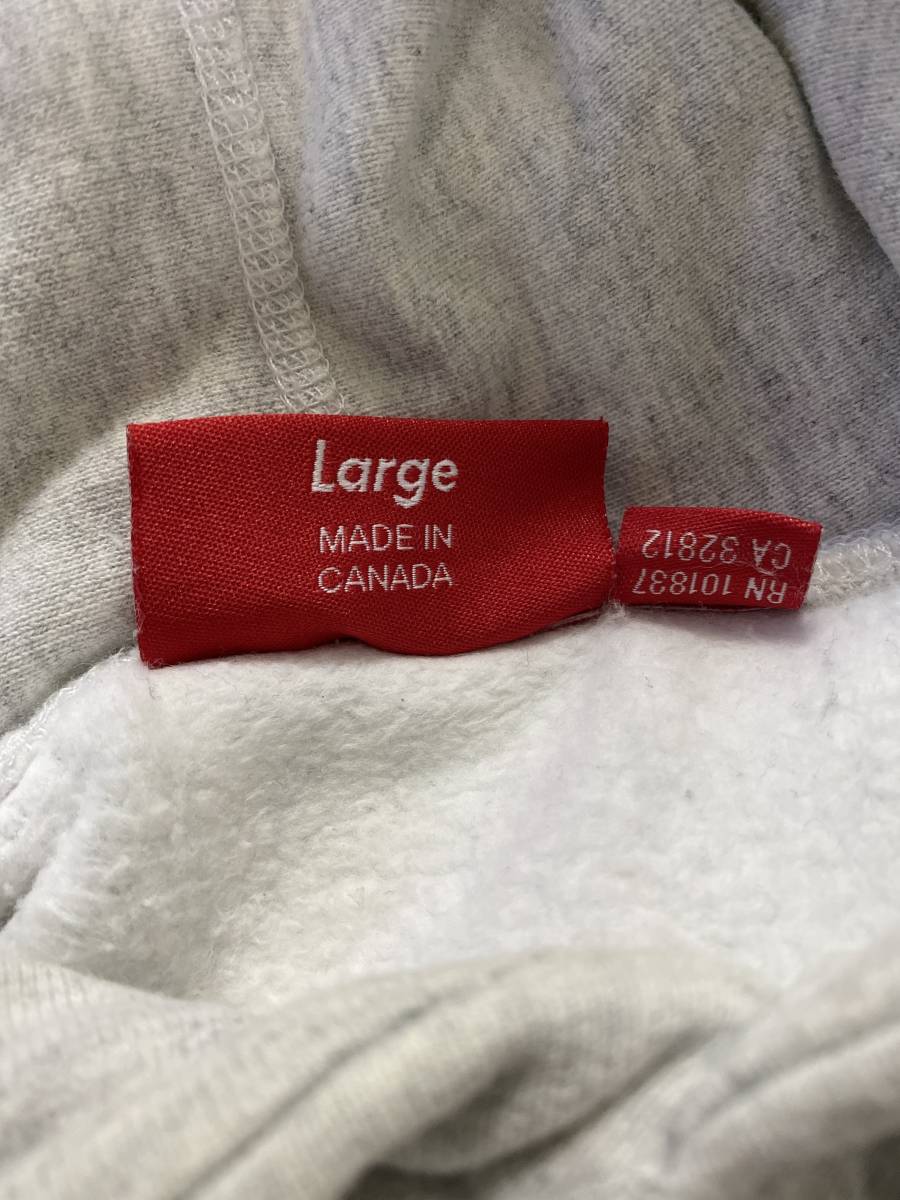 Large
MADE IN
CANADA
RN 101837
CA 32812